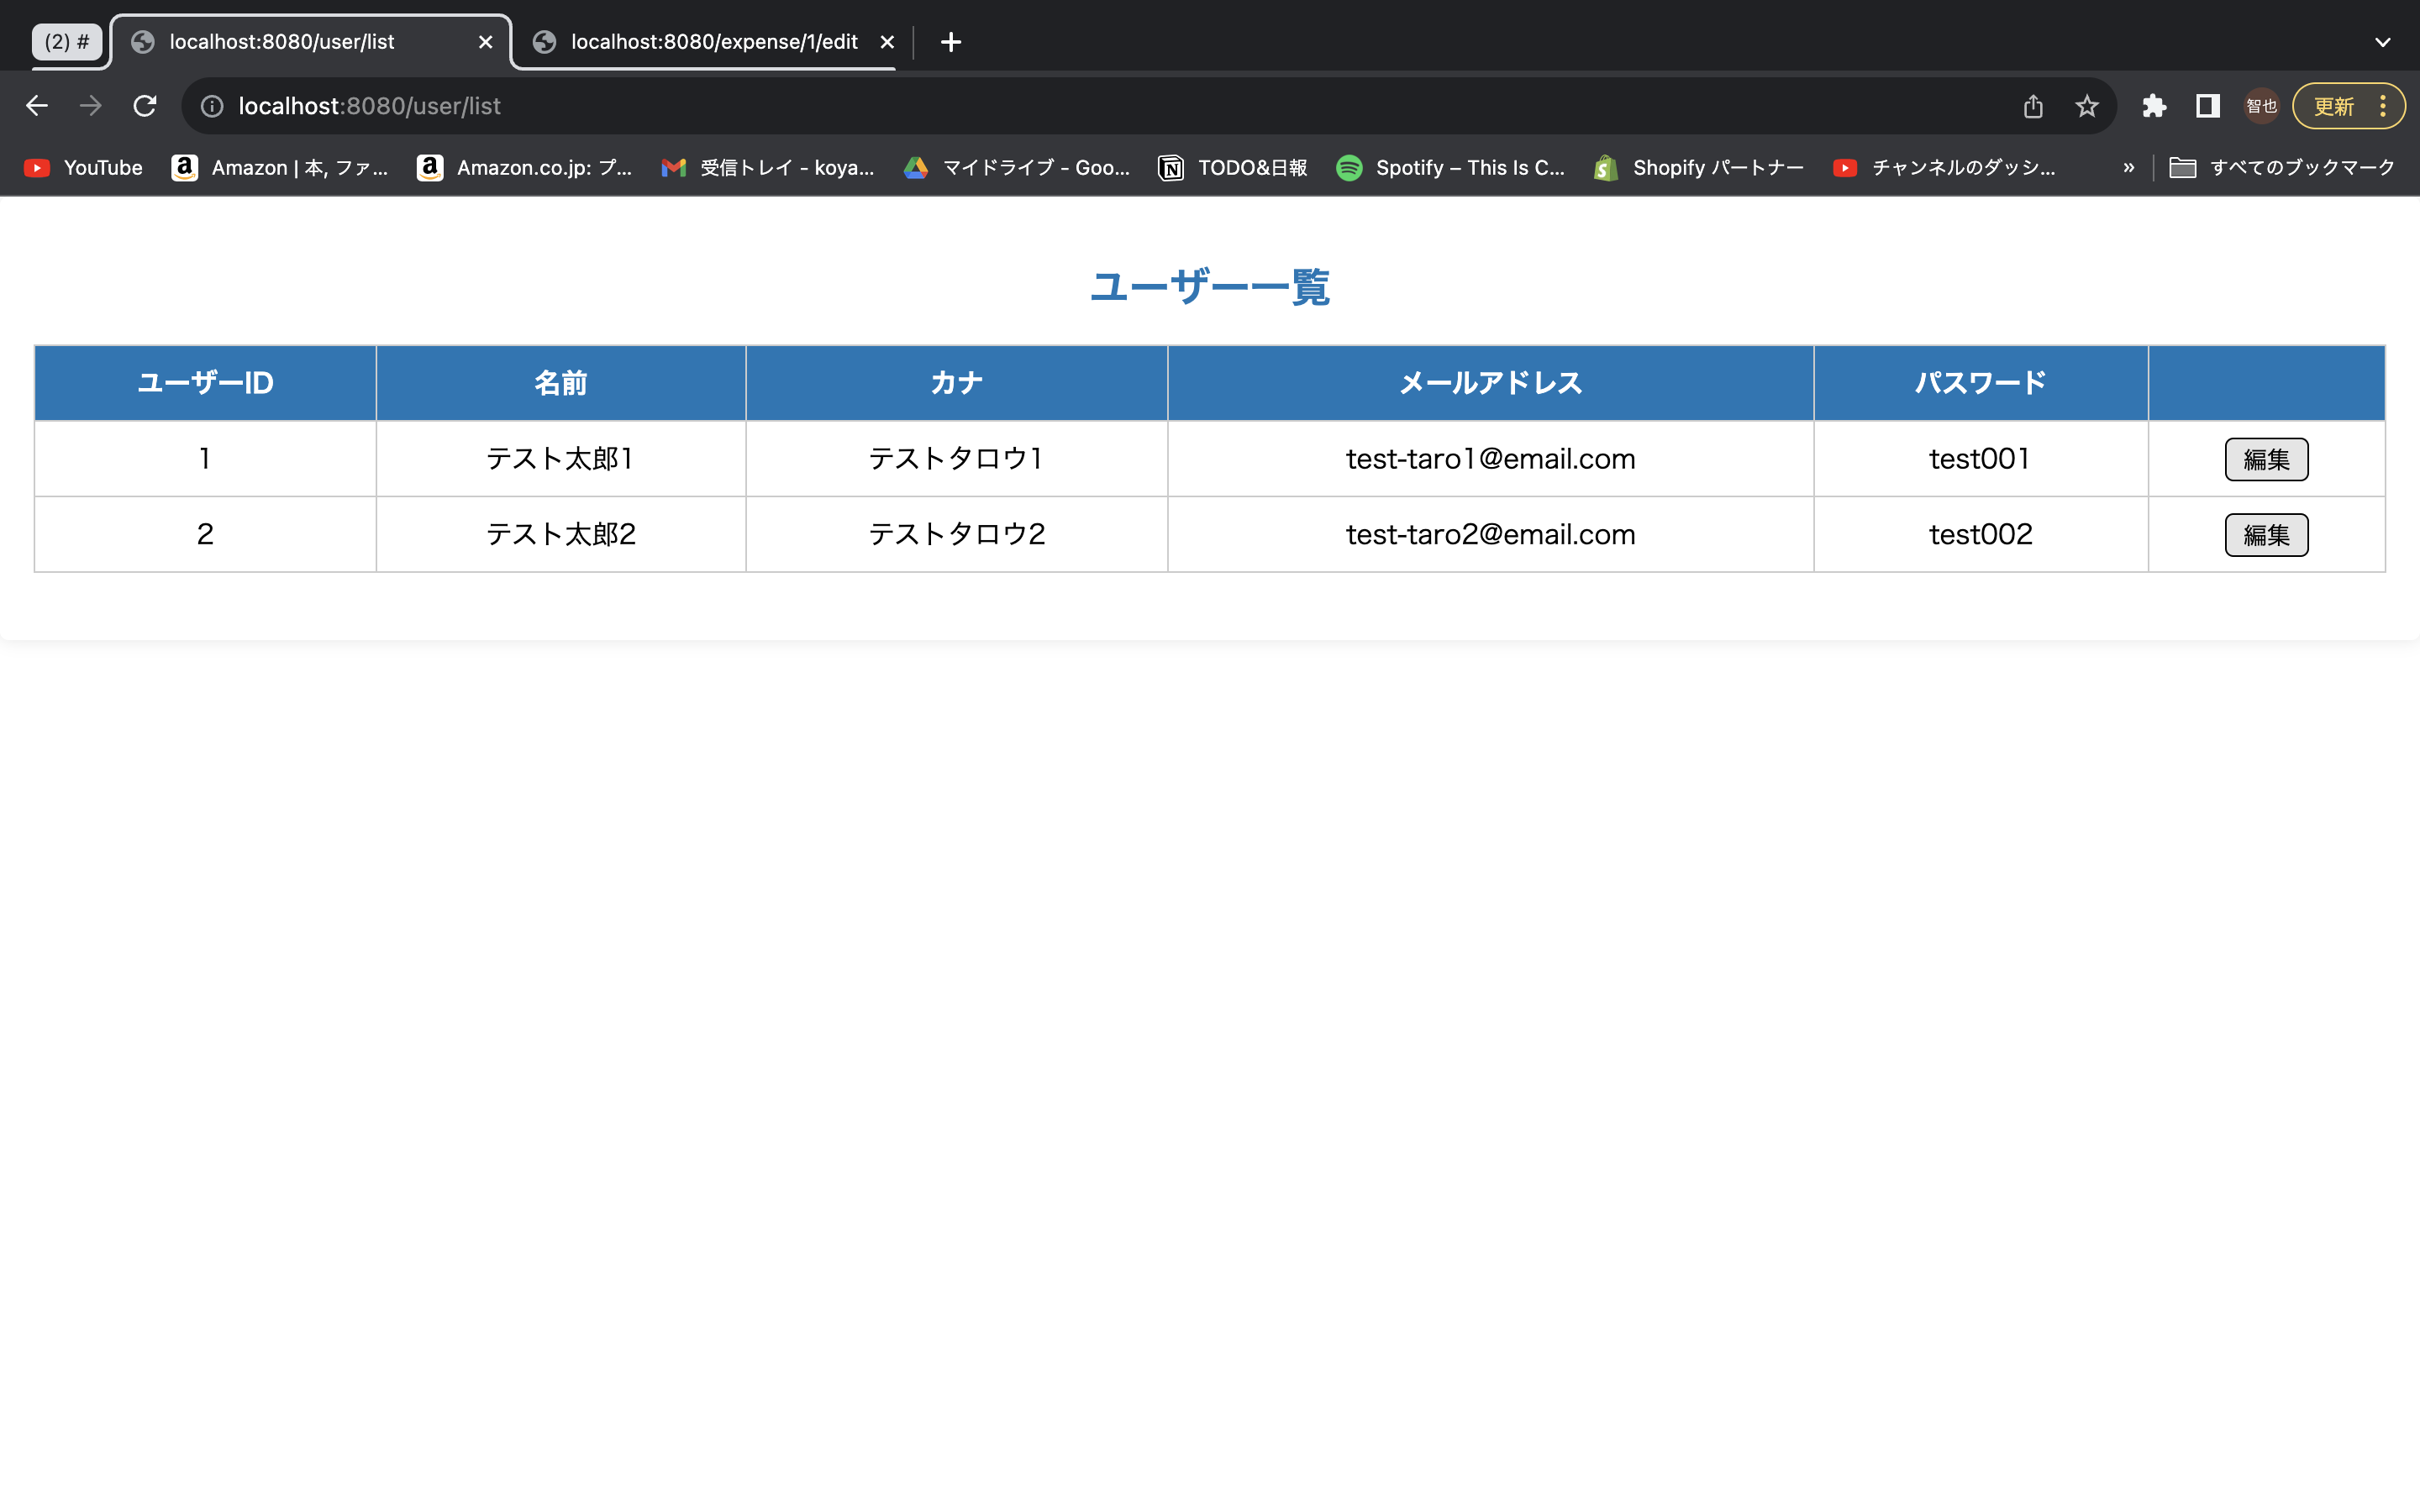 (2) # localhost:8080/user/list localhost:8080/expense/1/edit
localhost:8080/user/list 智也 更新
YouTube Amazon | 本, ファ... Amazon.co.jp: プ... 受信トレイ - koya... マイドライブ - Goo... TODO&日報 Spotify – This Is C... Shopify パートナー チャンネルのダッシ... » すべてのブックマーク
ユーザー一覧
ユーザーID 名前 カナ メールアドレス パスワード
1 テスト太郎1 テストタロウ1 test-taro1@email.com test001 編集
2 テスト太郎2 テストタロウ2 test-taro2@email.com test002 編集